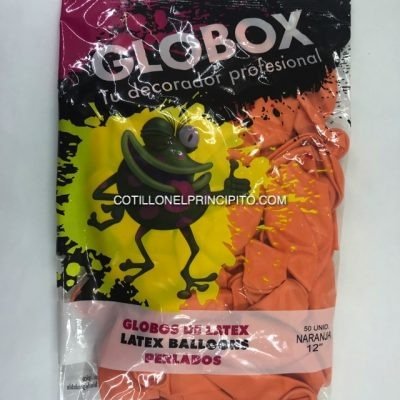 GLOBOX
Tu decorador profesional
COTILLONELPRINCIPITO.COM
GLOBOS DE LATEX
LATEX BALLOONS
PERLADOS
50 UNID.
NARANJA
12"